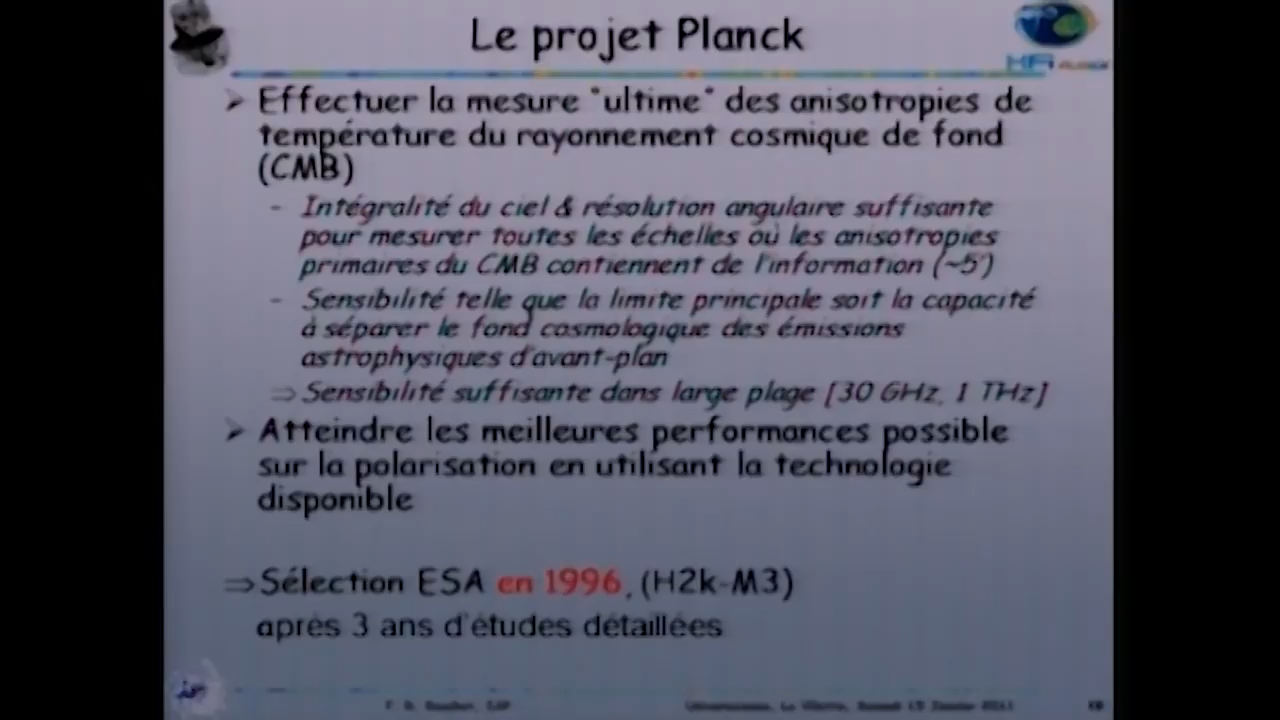 Le projet Planck
HFI PLANCK
➢ Effectuer la mesure "ultime" des anisotropies de
température du rayonnement cosmique de fond
(CMB)
- Intégralité du ciel & résolution angulaire suffisante
pour mesurer toutes les échelles où les anisotropies
primaires du CMB contiennent de l'information (~5')
- Sensibilité telle que la limite principale soit la capacité
à séparer le fond cosmologique des émissions
astrophysiques d'avant-plan
⇒ Sensibilité suffisante dans large plage [30 GHz, 1 THz]
➢ Atteindre les meilleures performances possible
sur la polarisation en utilisant la technologie
disponible
⇒ Sélection ESA en 1996, (H2k-M3)
après 3 ans d'études détaillées